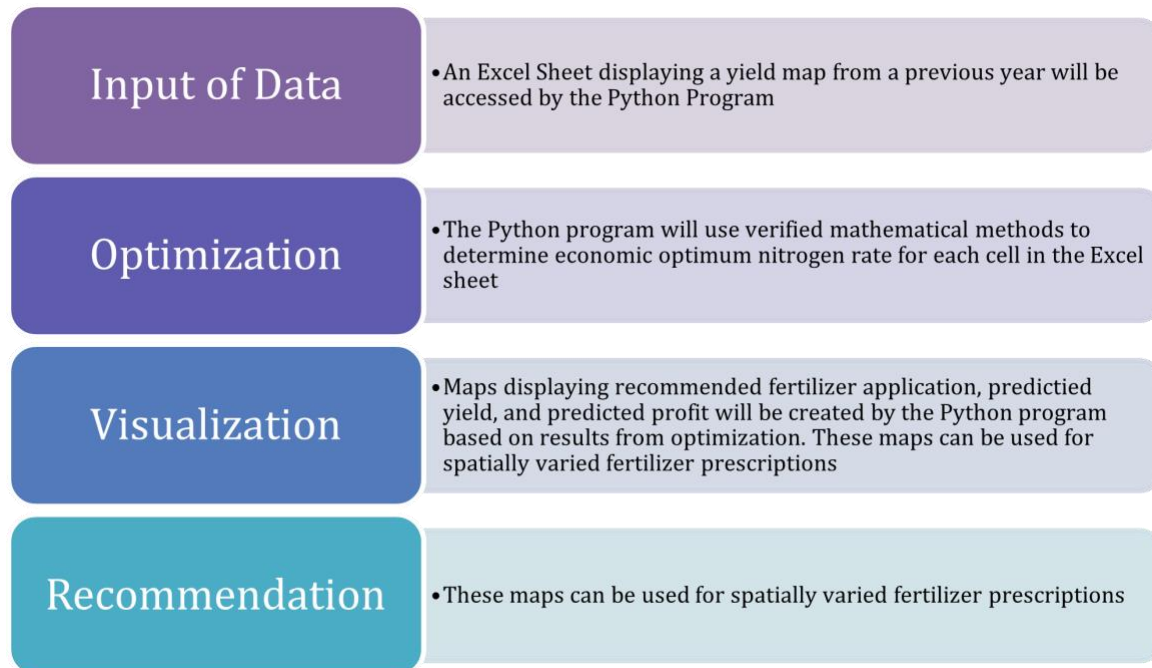 Input of Data
•An Excel Sheet displaying a yield map from a previous year will be
accessed by the Python Program
Optimization
•The Python program will use verified mathematical methods to
determine economic optimum nitrogen rate for each cell in the Excel
sheet
Visualization
•Maps displaying recommended fertilizer application, predictied
yield, and predicted profit will be created by the Python program
based on results from optimization. These maps can be used for
spatially varied fertilizer prescriptions
Recommendation
•These maps can be used for spatially varied fertilizer prescriptions